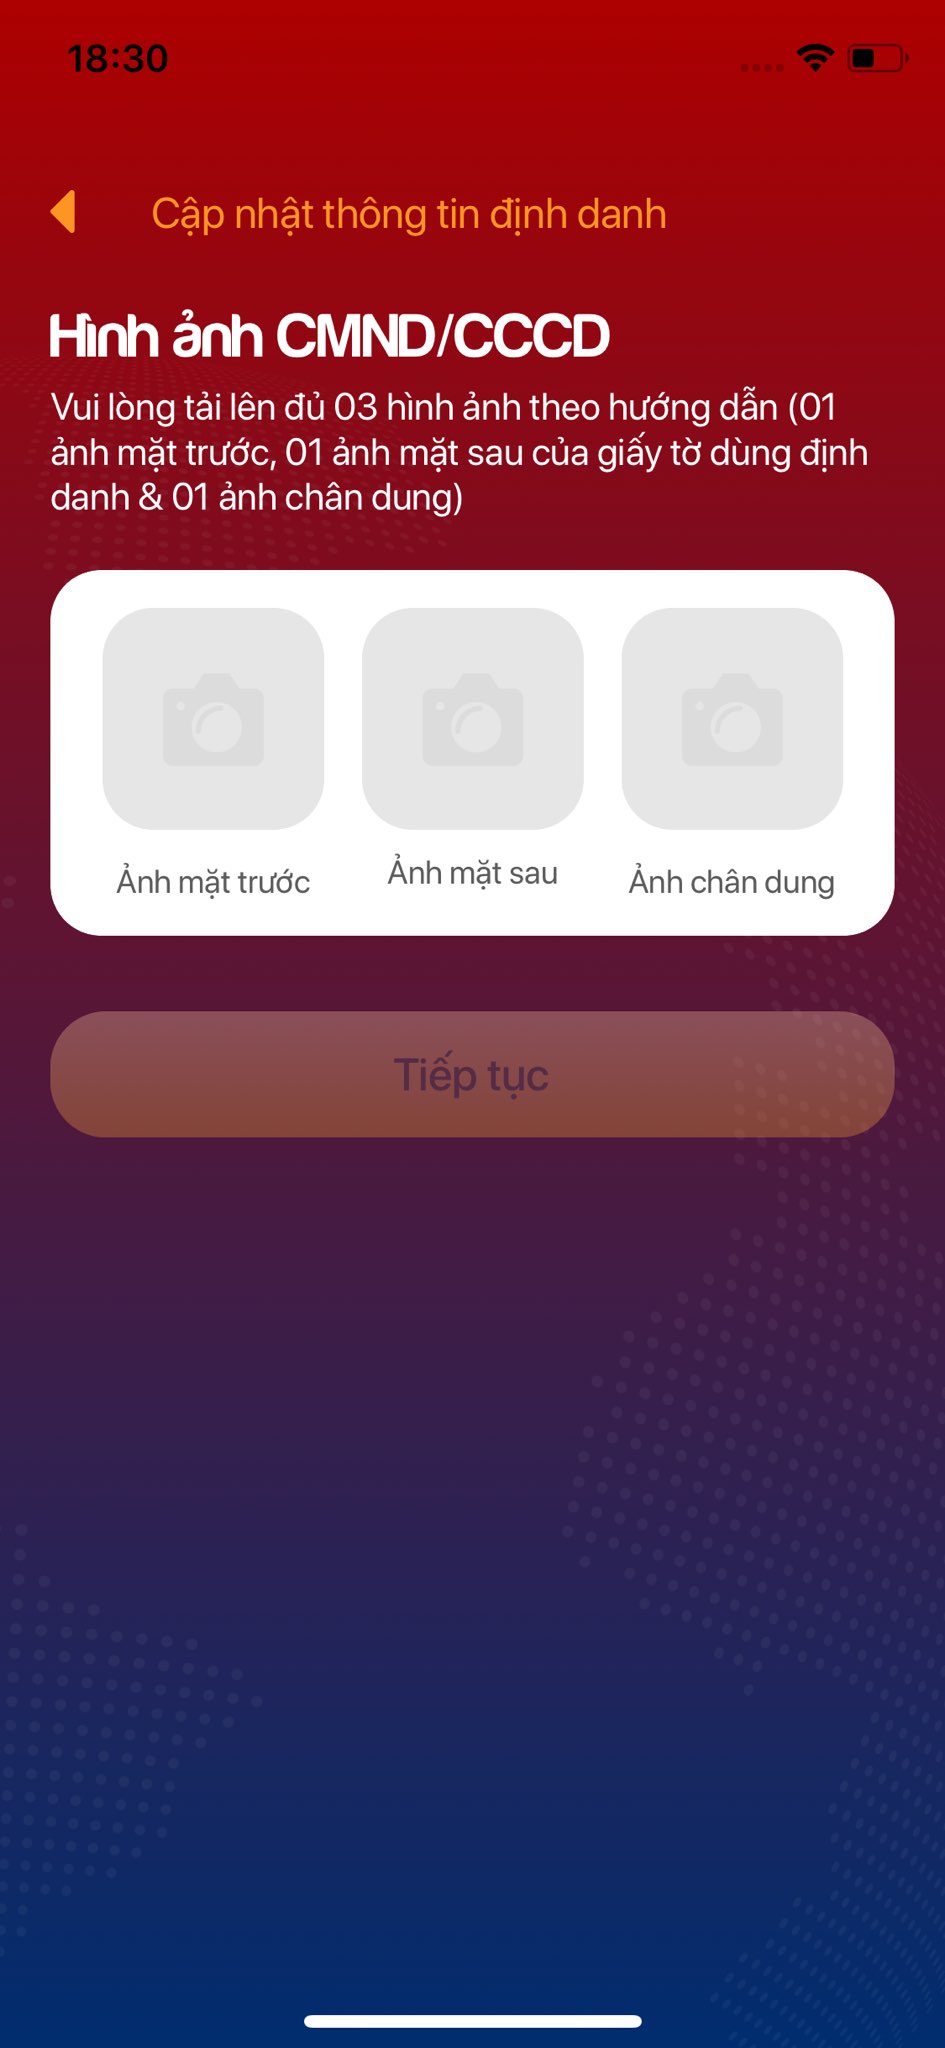 18:30
Cập nhật thông tin định danh
Hình ảnh CMND/CCCD
Vui lòng tải lên đủ 03 hình ảnh theo hướng dẫn (01
ảnh mặt trước, 01 ảnh mặt sau của giấy tờ dùng định
danh & 01 ảnh chân dung)
Ảnh mặt trước
Ảnh mặt sau
Ảnh chân dung
Tiếp tục